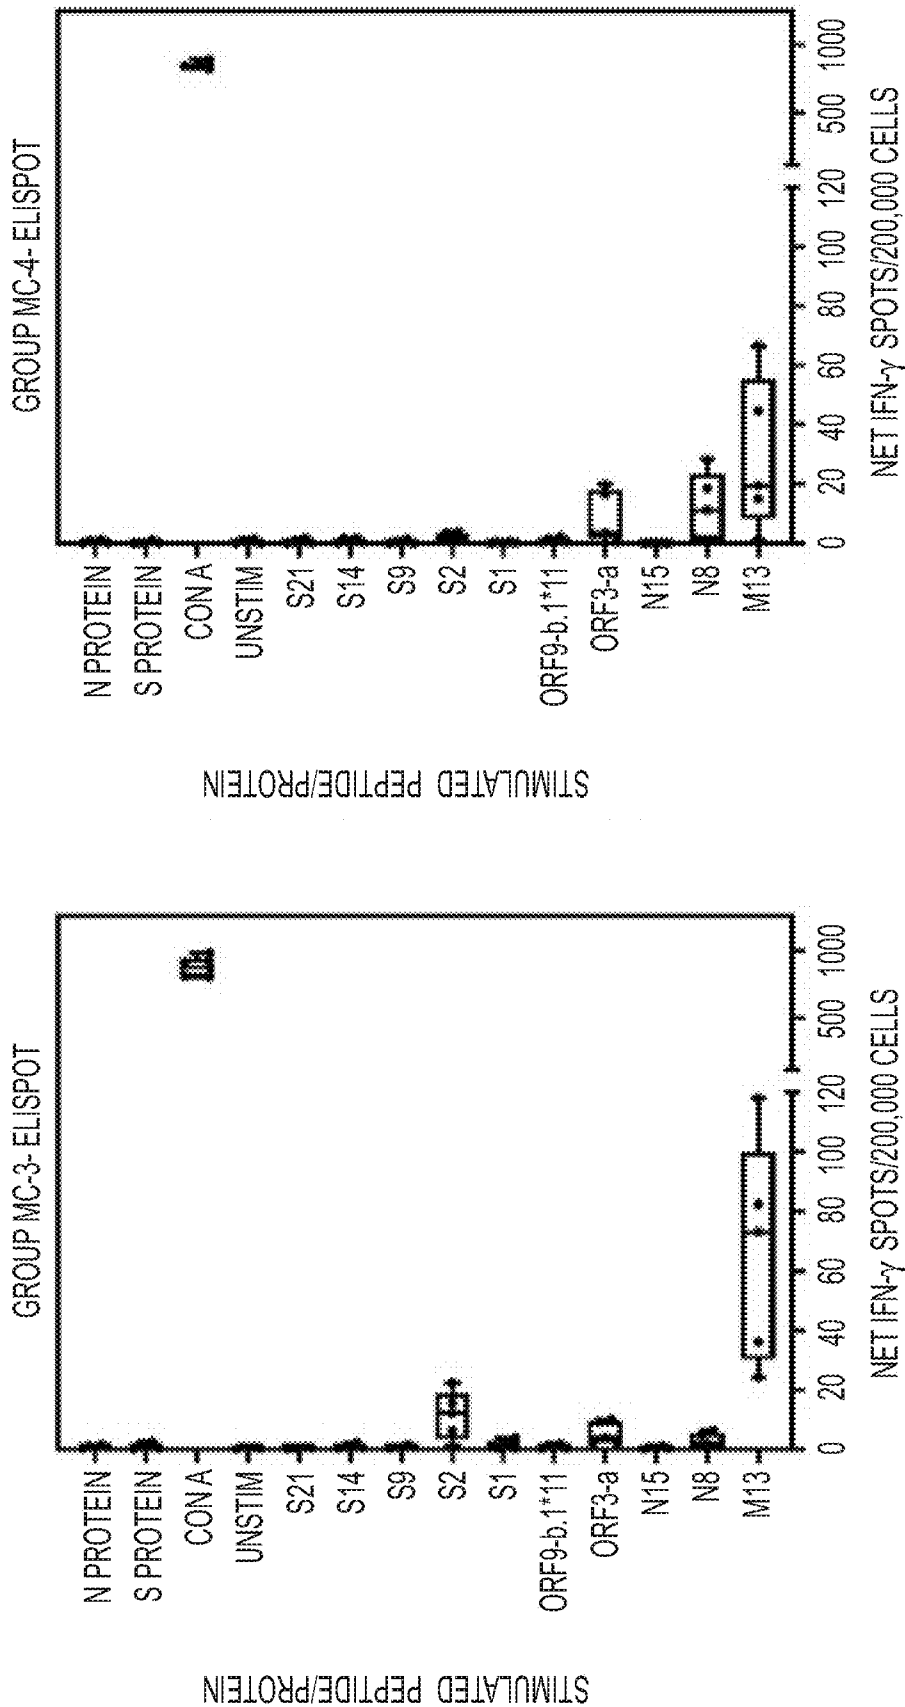 GROUP MC-3- ELISPOT
STIMULATED PEPTIDE/PROTEIN
N PROTEIN
S PROTEIN
CON A
UNSTIM
S21
S14
S9
S2
S1
ORF9-b.1*11
ORF3-a
N15
N8
M13
0 20 40 60 80 100 120 500 1000
NET IFN-γ SPOTS/200,000 CELLS
GROUP MC-4- ELISPOT
STIMULATED PEPTIDE/PROTEIN
N PROTEIN
S PROTEIN
CON A
UNSTIM
S21
S14
S9
S2
S1
ORF9-b.1*11
ORF3-a
N15
N8
M13
0 20 40 60 80 100 120 500 1000
NET IFN-γ SPOTS/200,000 CELLS